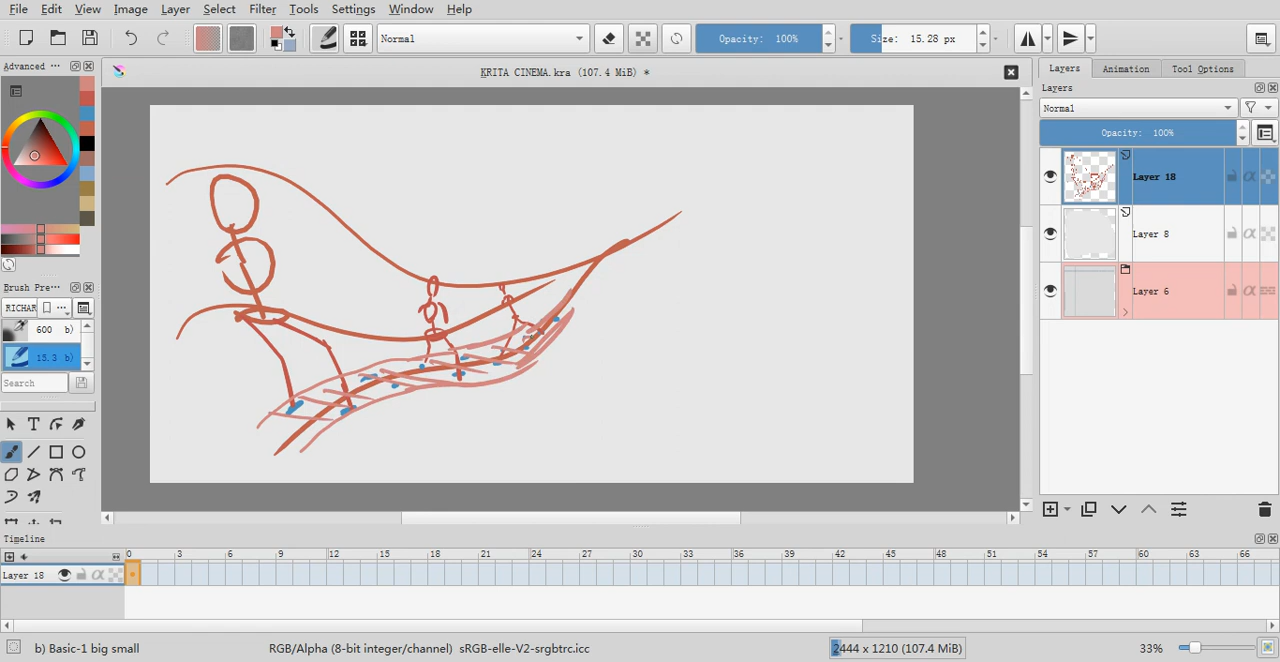 File Edit View Image Layer Select Filter Tools Settings Window Help
Normal Opacity: 100% Size: 15.28 px
Advanced ···
KRITA CINEMA.kra (107.4 MiB) *
Layers Animation Tool Options
Layers
Normal
Opacity: 100%
Layer 18
Layer 8
Layer 6
Brush Pre···
RICHAR
600 b)
15.3 b)
Search
Timeline
0 3 6 9 12 15 18 21 24 27 30 33 36 39 42 45 48 51 54 57 60 63 66
Layer 18
b) Basic-1 big small RGB/Alpha (8-bit integer/channel) sRGB-elle-V2-srgbtrc.icc 2444 x 1210 (107.4 MiB) 33%